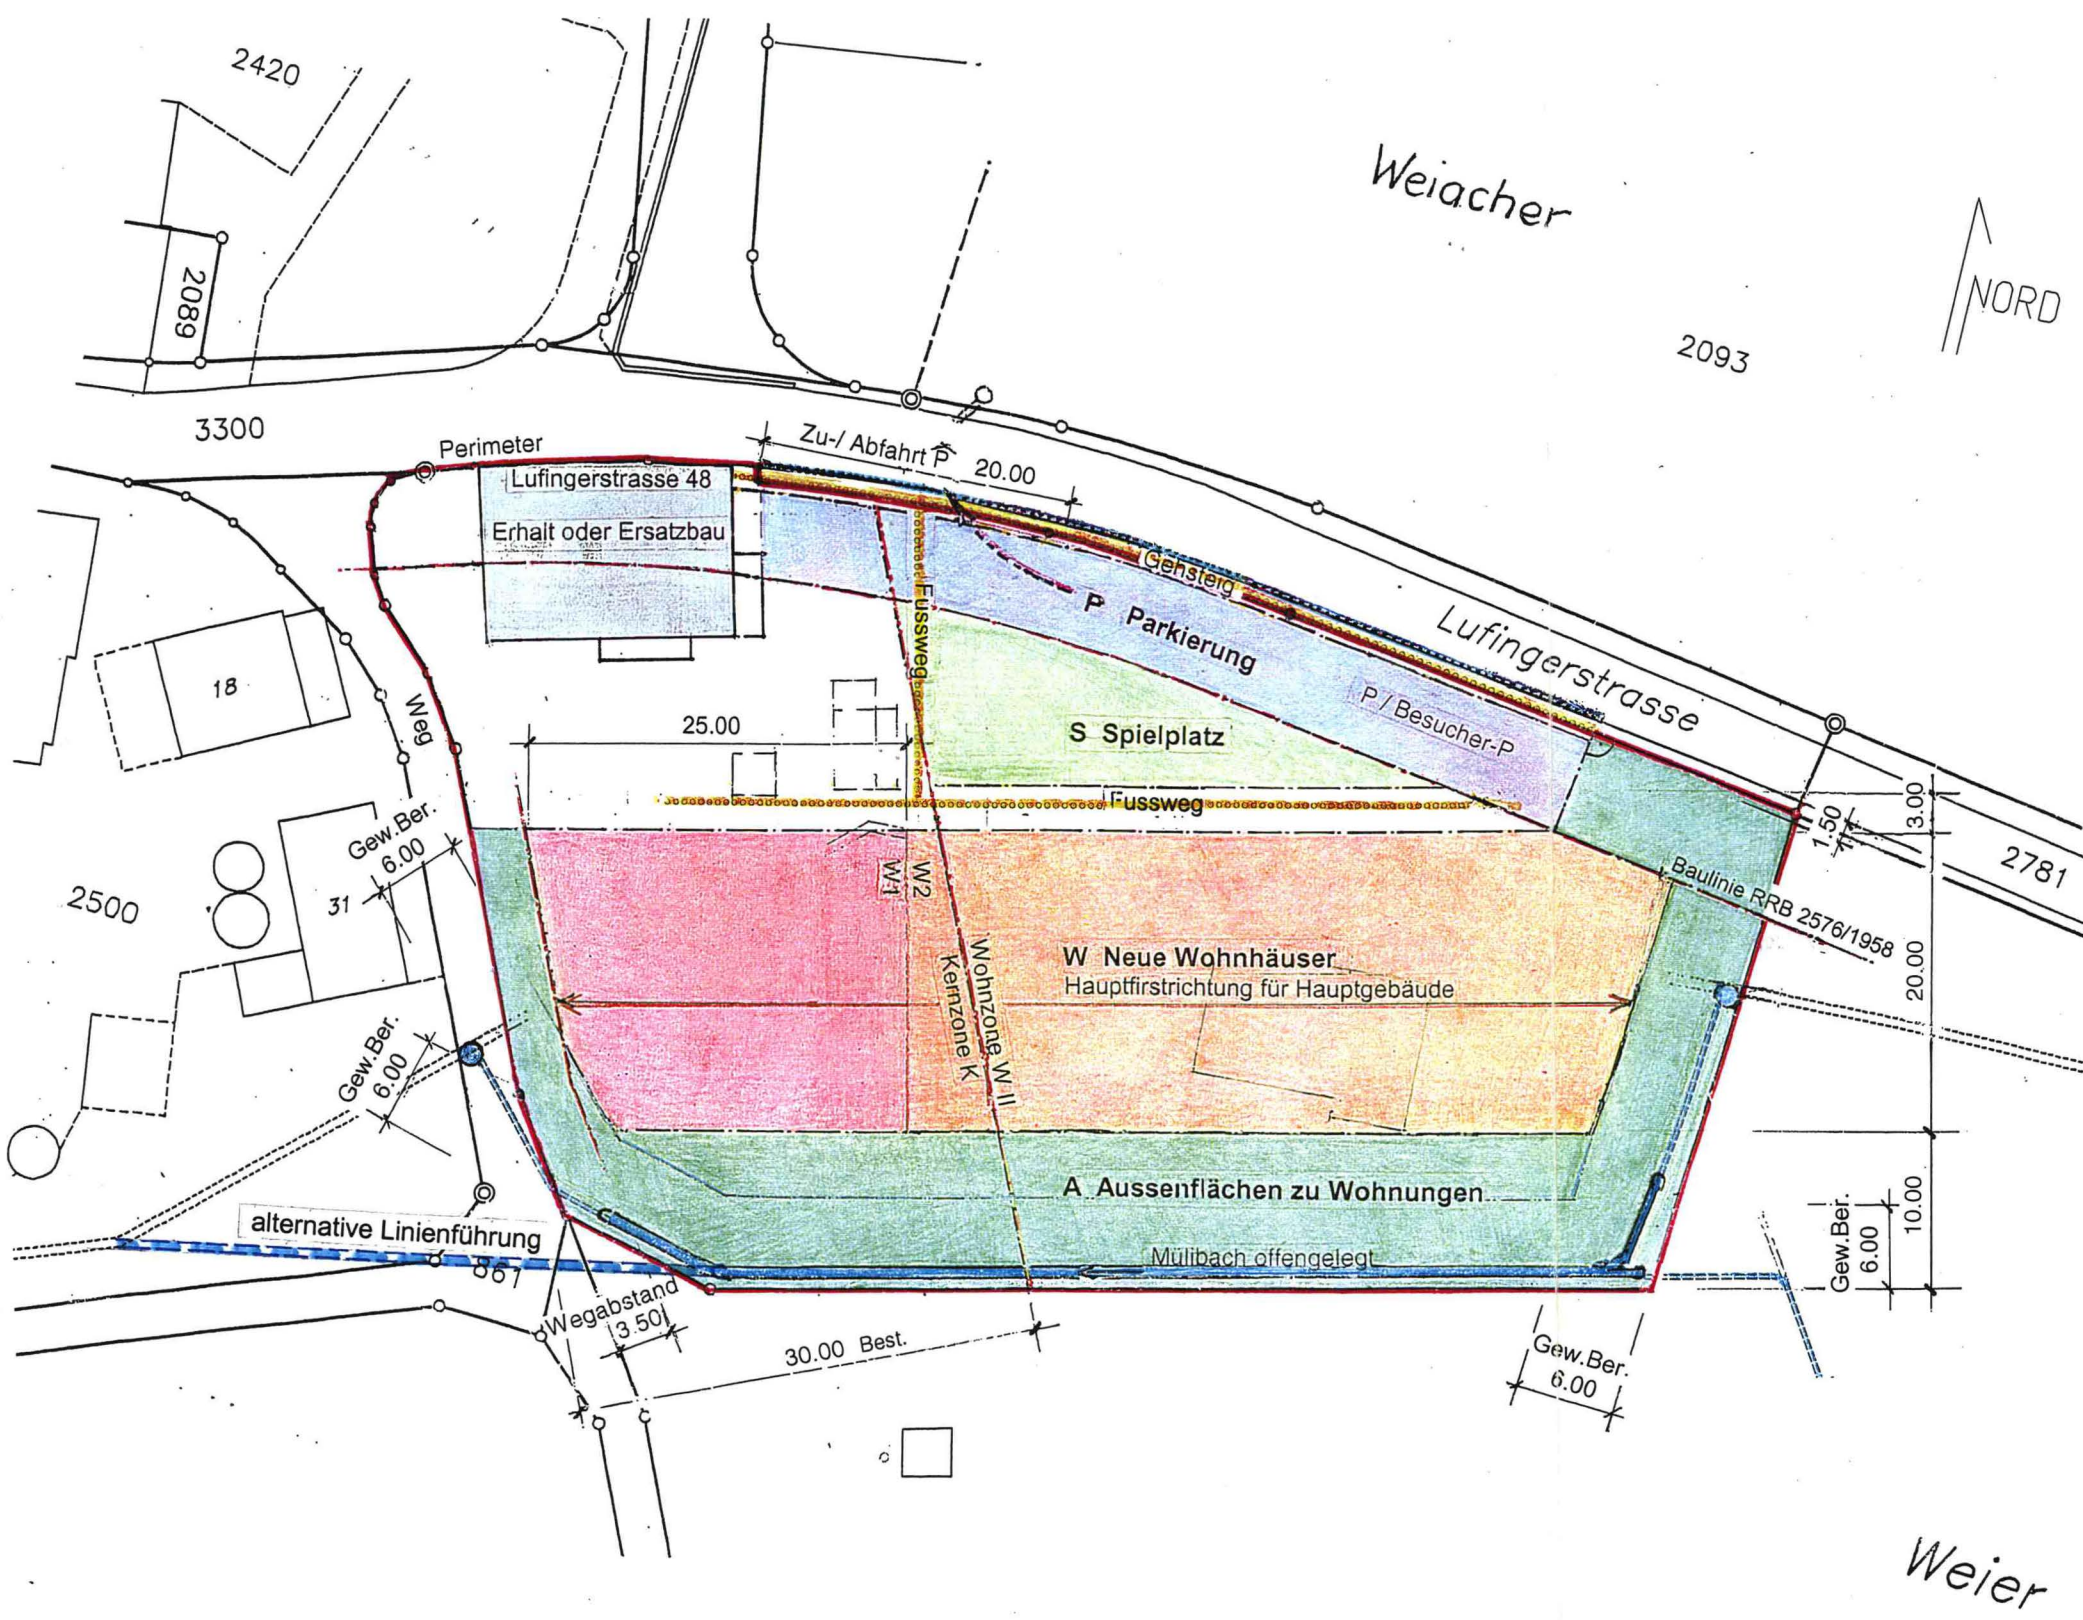 2420
Weiacher
2089
NORD
2093
3300
Perimeter
Zu-/ Abfahrt P 20.00
Lufingerstrasse 48
Erhalt oder Ersatzbau
Gehsteig
Fussweg
P Parkierung
Lufingerstrasse
18
Weg
P / Besucher-P
25.00
S Spielplatz
Fussweg
Gew.Ber.
6.00
1.50
3.00
2781
W1
W2
Baulinie RRB 2576/1958
2500
31
W Neue Wohnhäuser
Hauptfirstrichtung für Hauptgebäude
Wohnzone W II
Kernzone K
20.00
Gew.Ber.
6.00
A Aussenflächen zu Wohnungen
10.00
Gew.Ber.
6.00
alternative Linienführung
861
Mülibach offengelegt
Wegabstand
3.50
30.00 Best.
Gew.Ber.
6.00
Weier